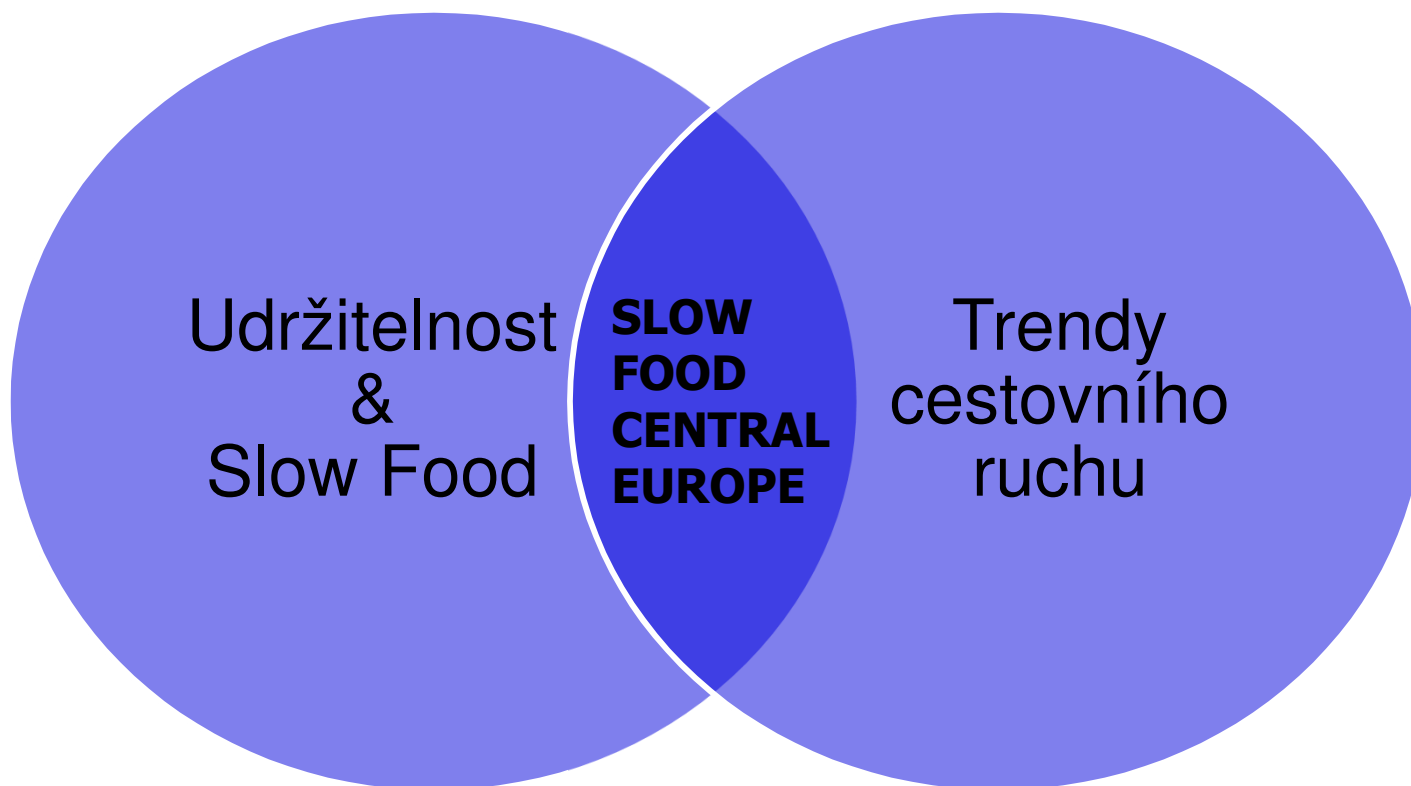 Udržitelnost
&
Slow Food
SLOW
FOOD
CENTRAL
EUROPE
Trendy
cestovního
ruchu